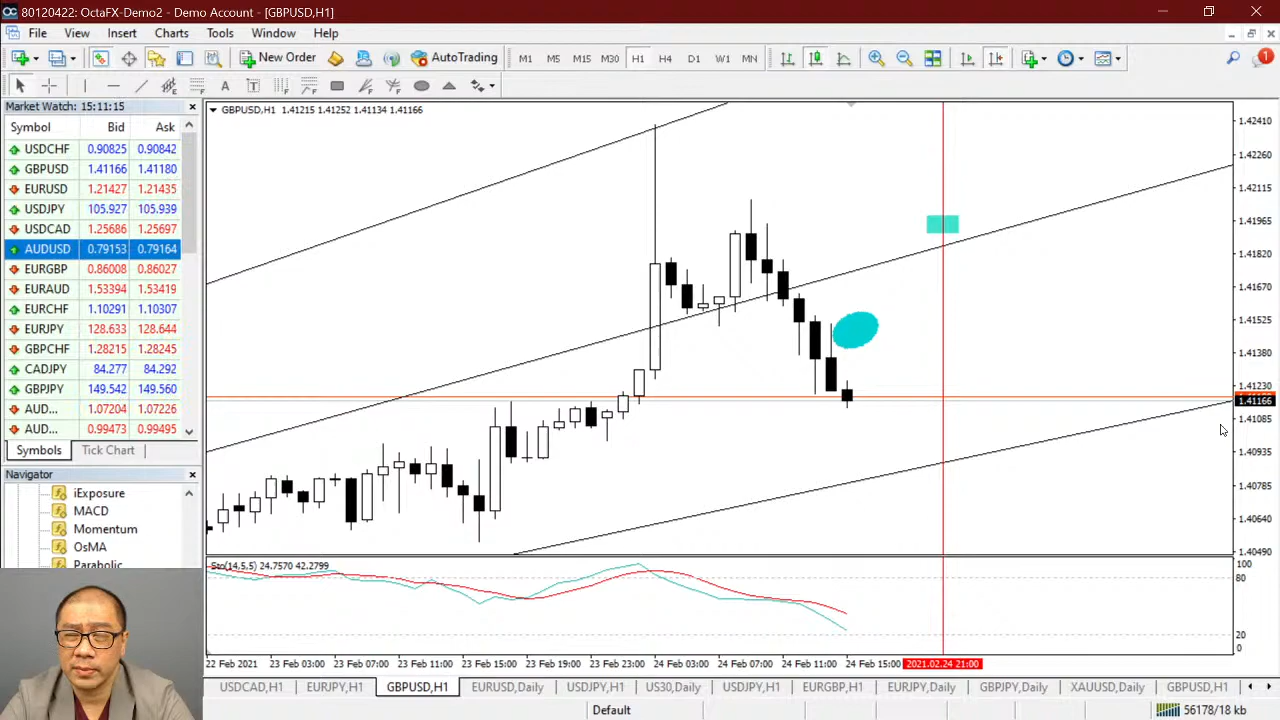 80120422: OctaFX-Demo2 - Demo Account - [GBPUSD,H1]
File View Insert Charts Tools Window Help
New Order AutoTrading M1 M5 M15 M30 H1 H4 D1 W1 MN 1
A T
Market Watch: 15:11:15
Symbol Bid Ask
USDCHF 0.90825 0.90842
GBPUSD 1.41166 1.41180
EURUSD 1.21427 1.21435
USDJPY 105.927 105.939
USDCAD 1.25686 1.25697
AUDUSD 0.79153 0.79164
EURGBP 0.86008 0.86027
EURAUD 1.53394 1.53419
EURCHF 1.10291 1.10307
EURJPY 128.633 128.644
GBPCHF 1.28215 1.28245
CADJPY 84.277 84.292
GBPJPY 149.542 149.560
AUD... 1.07204 1.07226
AUD... 0.99473 0.99495
Symbols Tick Chart
Navigator
iExposure
MACD
Momentum
OsMA
Parabolic
GBPUSD,H1 1.41215 1.41252 1.41134 1.41166
1.42410
1.42260
1.42115
1.41965
1.41820
1.41670
1.41525
1.41380
1.41230
1.41166
1.41085
1.40935
1.40785
1.40640
1.40490
Sto(14,5,5) 24.7570 42.2799
100
80
20
0
22 Feb 2021 23 Feb 03:00 23 Feb 07:00 23 Feb 11:00 23 Feb 15:00 23 Feb 19:00 23 Feb 23:00 24 Feb 03:00 24 Feb 07:00 24 Feb 11:00 24 Feb 15:00 2021.02.24 21:00
USDCAD,H1 EURJPY,H1 GBPUSD,H1 EURUSD,Daily USDJPY,H1 US30,Daily USDJPY,H1 EURGBP,H1 EURJPY,Daily GBPJPY,Daily XAUUSD,Daily GBPUSD,H1
Default 56178/18 kb